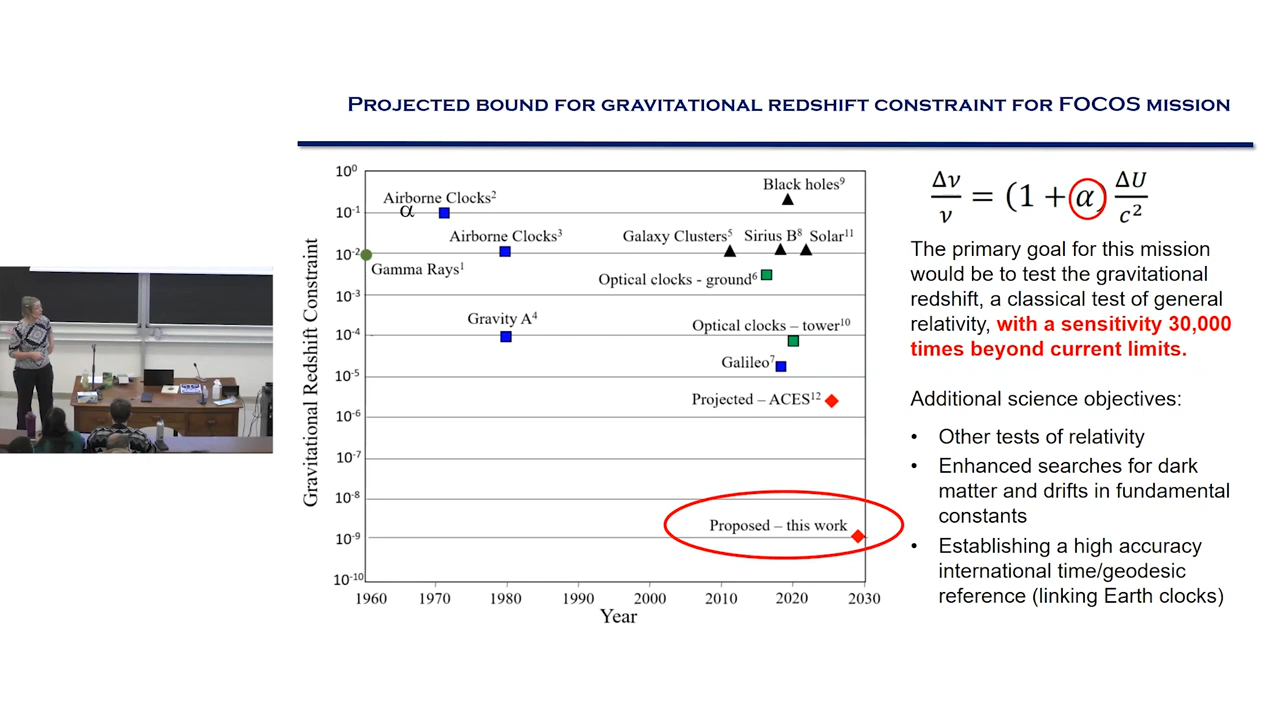 PROJECTED BOUND FOR GRAVITATIONAL REDSHIFT CONSTRAINT FOR FOCOS MISSION
Gravitational Redshift Constraint
10⁰
10⁻¹
10⁻²
10⁻³
10⁻⁴
10⁻⁵
10⁻⁶
10⁻⁷
10⁻⁸
10⁻⁹
10⁻¹⁰
Black holes⁹
Airborne Clocks²
α
Airborne Clocks³
Galaxy Clusters⁵
Sirius B⁸
Solar¹¹
Gamma Rays¹
Optical clocks - ground⁶
Gravity A⁴
Optical clocks – tower¹⁰
Galileo⁷
Projected – ACES¹²
Proposed – this work
1960 1970 1980 1990 2000 2010 2020 2030
Year
Δν/ν = (1 + α) ΔU/c²
The primary goal for this mission
would be to test the gravitational
redshift, a classical test of general
relativity, with a sensitivity 30,000
times beyond current limits.
Additional science objectives:
• Other tests of relativity
• Enhanced searches for dark
matter and drifts in fundamental
constants
• Establishing a high accuracy
international time/geodesic
reference (linking Earth clocks)